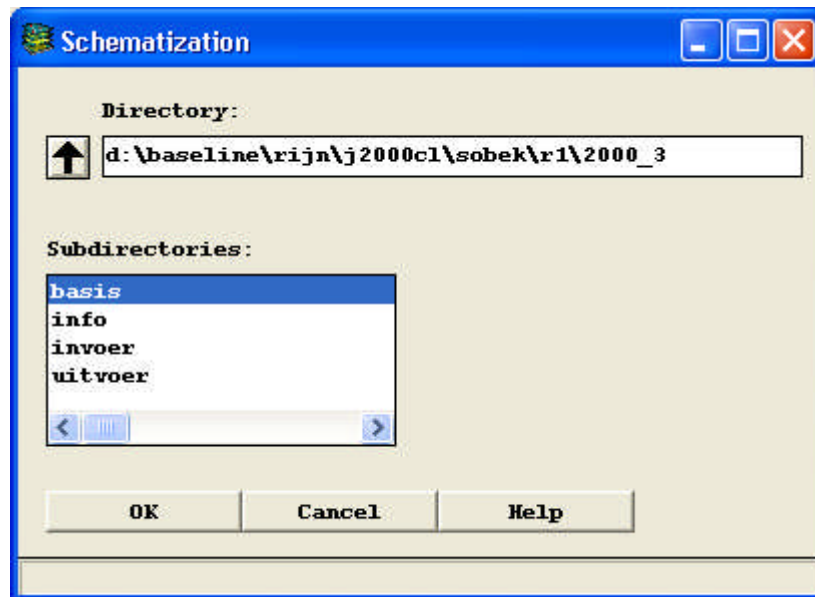 Schematization
Directory:
d:\baseline\rijn\j2000cl\sobek\r1\2000_3
Subdirectories:
basis
info
invoer
uitvoer
OK Cancel Help